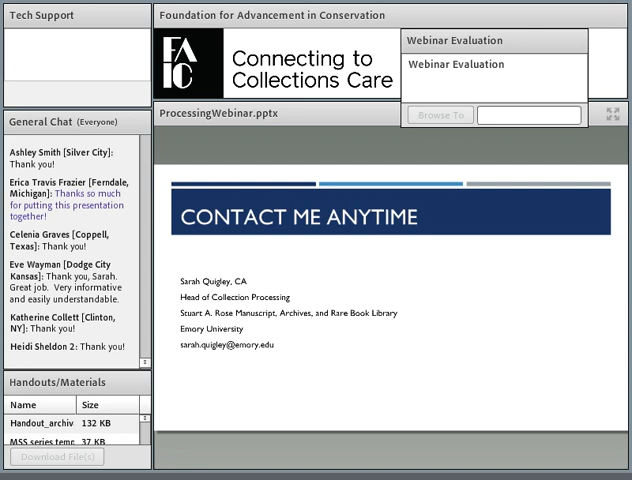 Tech Support
Foundation for Advancement in Conservation
FAIC
Connecting to
Collections Care
Webinar Evaluation
Webinar Evaluation
Browse To
General Chat (Everyone)
Ashley Smith [Silver City]:
Thank you!
Erica Travis Frazier [Ferndale,
Michigan]: Thanks so much
for putting this presentation
together!
Celenia Graves [Coppell,
Texas]: Thank you!
Eve Wayman [Dodge City
Kansas]: Thank you, Sarah.
Great job. Very informative
and easily understandable.
Katherine Collett [Clinton,
NY]: Thank you!
Heidi Sheldon 2: Thank you!
Handouts/Materials
Name Size
Handout_archiv 132 KB
MSS series temp 37 KB
Download File(s)
ProcessingWebinar.pptx
CONTACT ME ANYTIME
Sarah Quigley, CA
Head of Collection Processing
Stuart A. Rose Manuscript, Archives, and Rare Book Library
Emory University
sarah.quigley@emory.edu